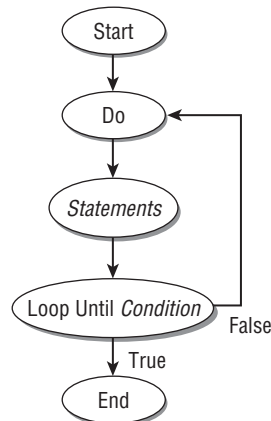 Start
Do
Statements
Loop Until Condition
False
True
End